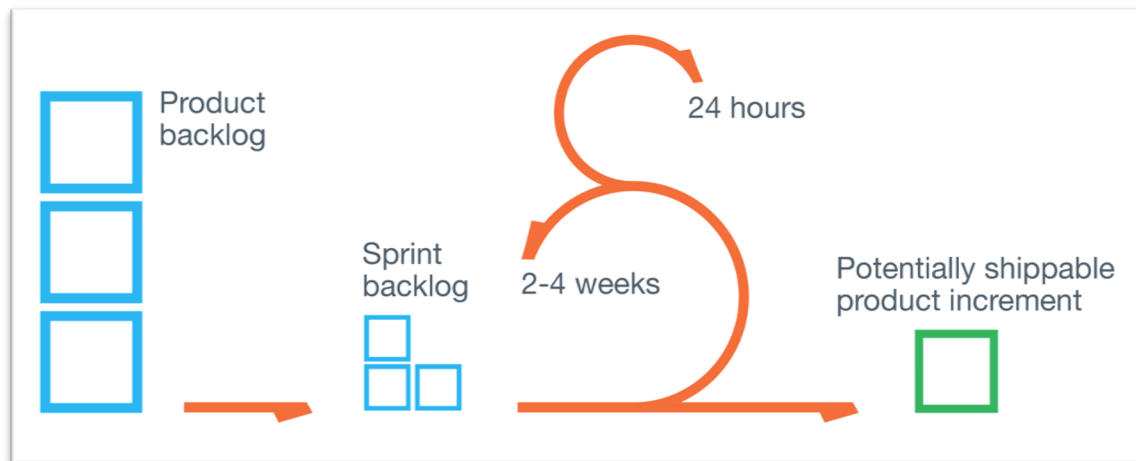 Product
backlog
24 hours
Sprint
backlog
2-4 weeks
Potentially shippable
product increment